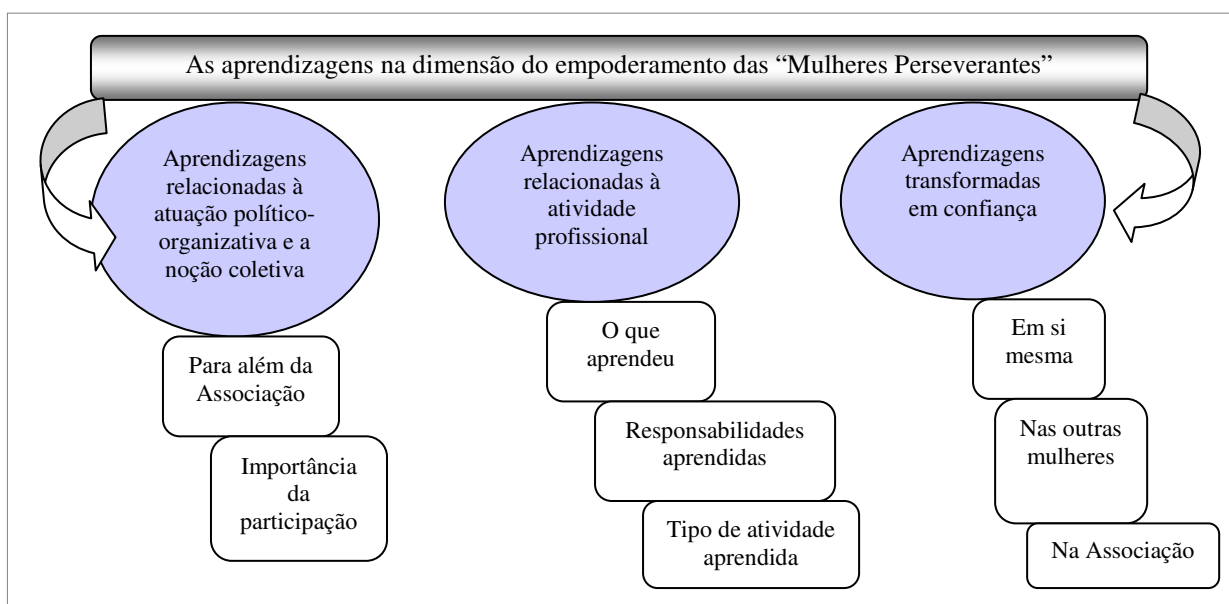 As aprendizagens na dimensão do empoderamento das “Mulheres Perseverantes”
Aprendizagens
relacionadas à
atuação político-
organizativa e a
noção coletiva
Para além da
Associação
Importância
da
participação
Aprendizagens
relacionadas à
atividade
profissional
O que
aprendeu
Responsabilidades
aprendidas
Tipo de atividade
aprendida
Aprendizagens
transformadas
em confiança
Em si
mesma
Nas outras
mulheres
Na Associação